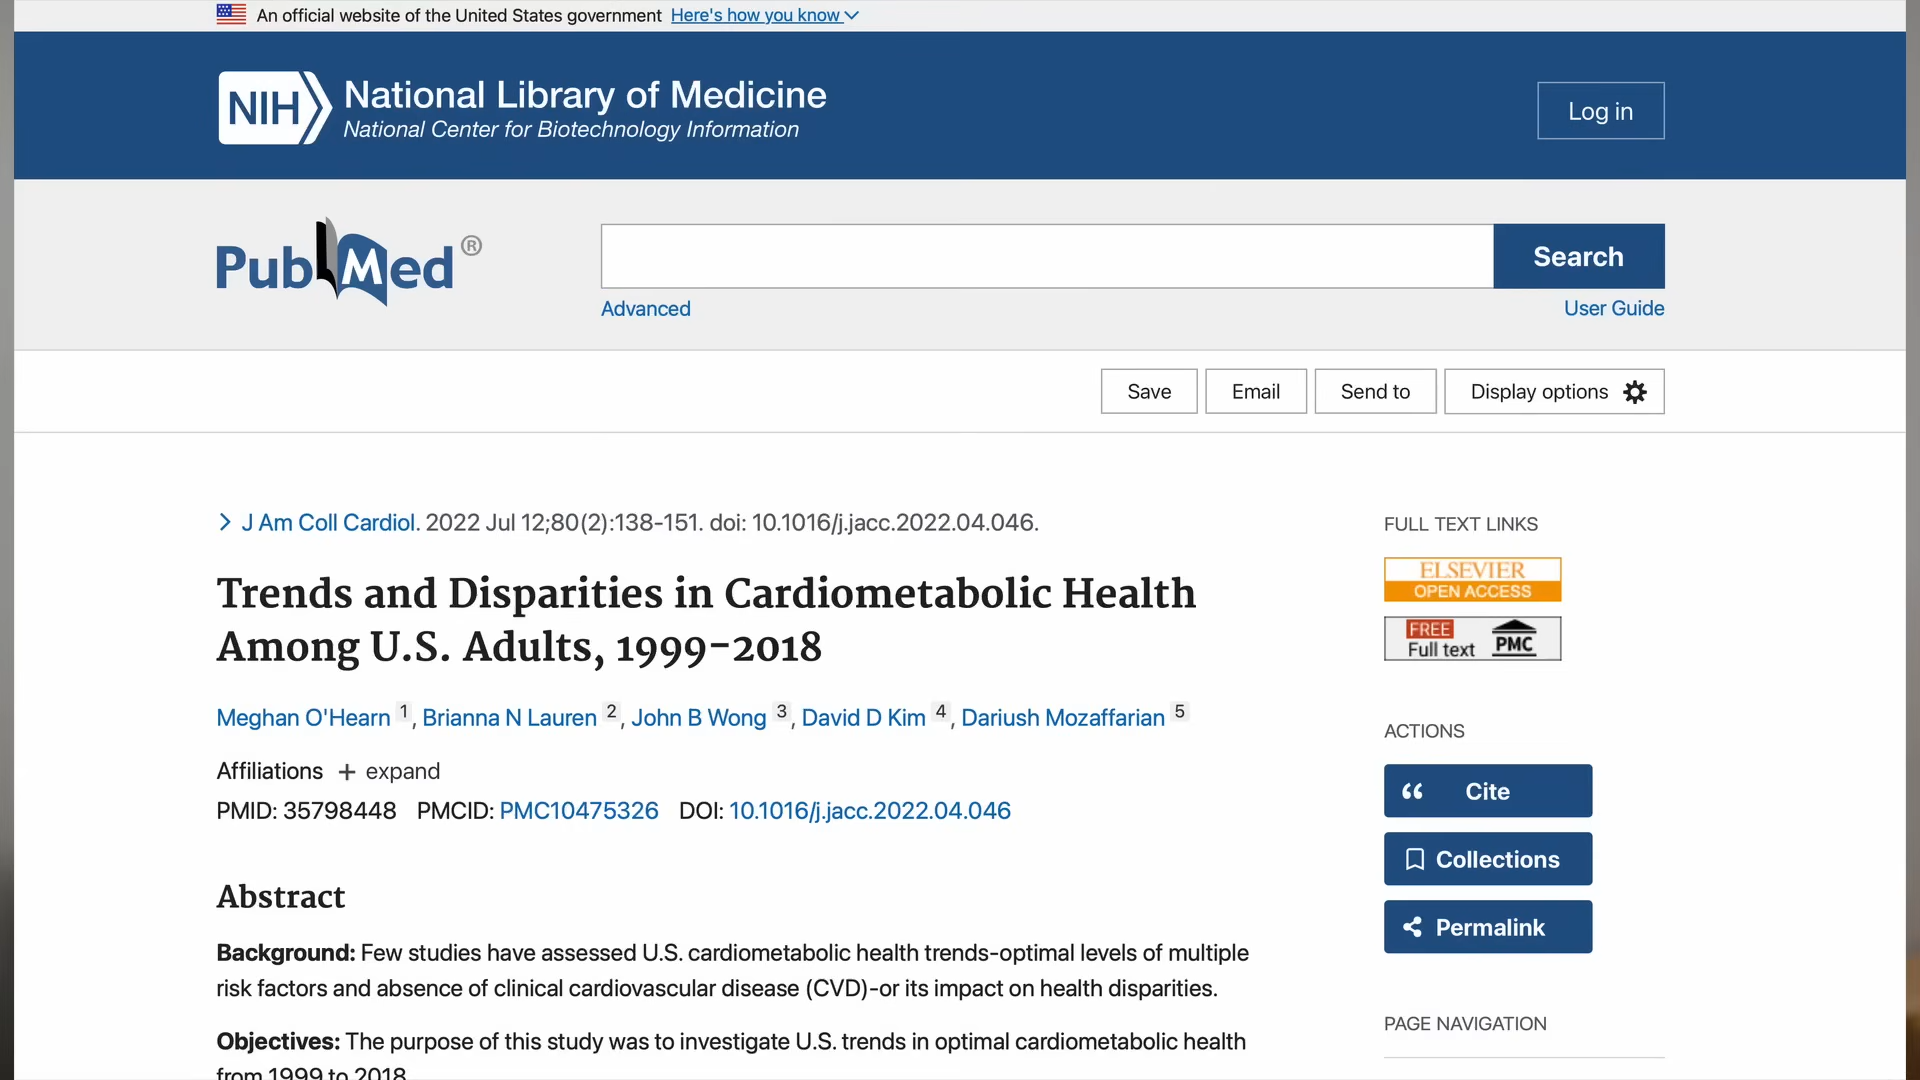 An official website of the United States government Here's how you know
NIH National Library of Medicine
National Center for Biotechnology Information
Log in
PubMed®
Search
Advanced
User Guide
Save
Email
Send to
Display options
J Am Coll Cardiol. 2022 Jul 12;80(2):138-151. doi: 10.1016/j.jacc.2022.04.046.
Trends and Disparities in Cardiometabolic Health
Among U.S. Adults, 1999-2018
Meghan O'Hearn 1, Brianna N Lauren 2, John B Wong 3, David D Kim 4, Dariush Mozaffarian 5
Affiliations + expand
PMID: 35798448 PMCID: PMC10475326 DOI: 10.1016/j.jacc.2022.04.046
Abstract
Background: Few studies have assessed U.S. cardiometabolic health trends-optimal levels of multiple
risk factors and absence of clinical cardiovascular disease (CVD)-or its impact on health disparities.
Objectives: The purpose of this study was to investigate U.S. trends in optimal cardiometabolic health
from 1999 to 2018.
FULL TEXT LINKS
ELSEVIER
OPEN ACCESS
FREE
Full text PMC
ACTIONS
Cite
Collections
Permalink
PAGE NAVIGATION